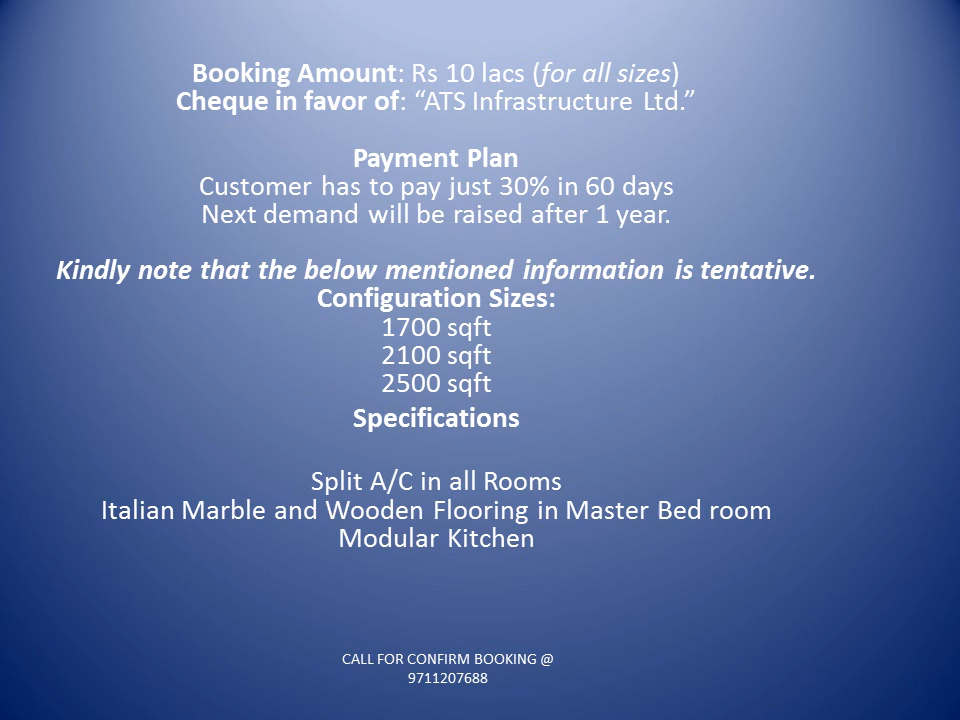 Booking Amount: Rs 10 lacs (for all sizes)
Cheque in favor of: “ATS Infrastructure Ltd.”
Payment Plan
Customer has to pay just 30% in 60 days
Next demand will be raised after 1 year.
Kindly note that the below mentioned information is tentative.
Configuration Sizes:
1700 sqft
2100 sqft
2500 sqft
Specifications
Split A/C in all Rooms
Italian Marble and Wooden Flooring in Master Bed room
Modular Kitchen
CALL FOR CONFIRM BOOKING @
9711207688